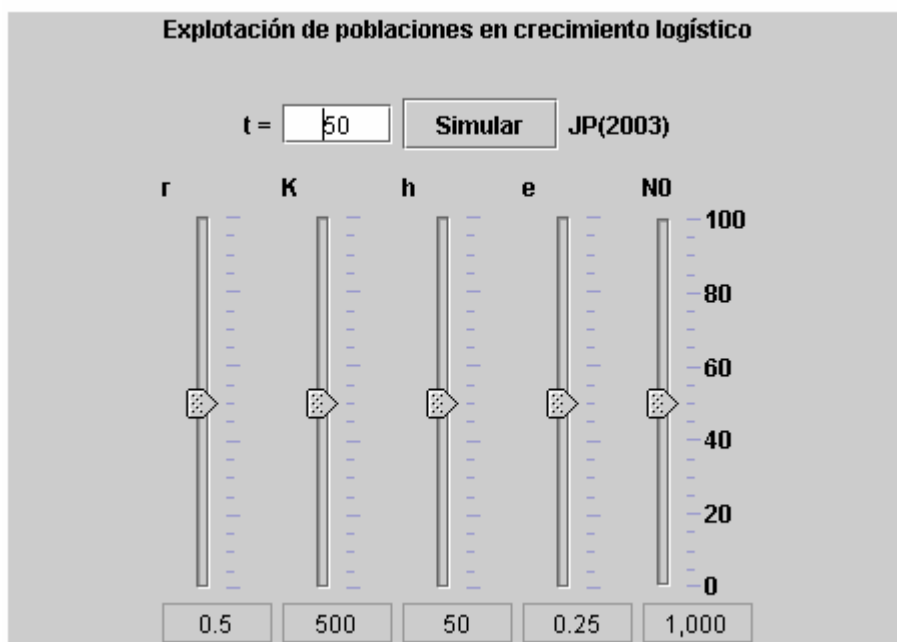 Explotación de poblaciones en crecimiento logístico
t = 50 Simular JP(2003)
r K h e N0
100
80
60
40
20
0
0.5 500 50 0.25 1,000